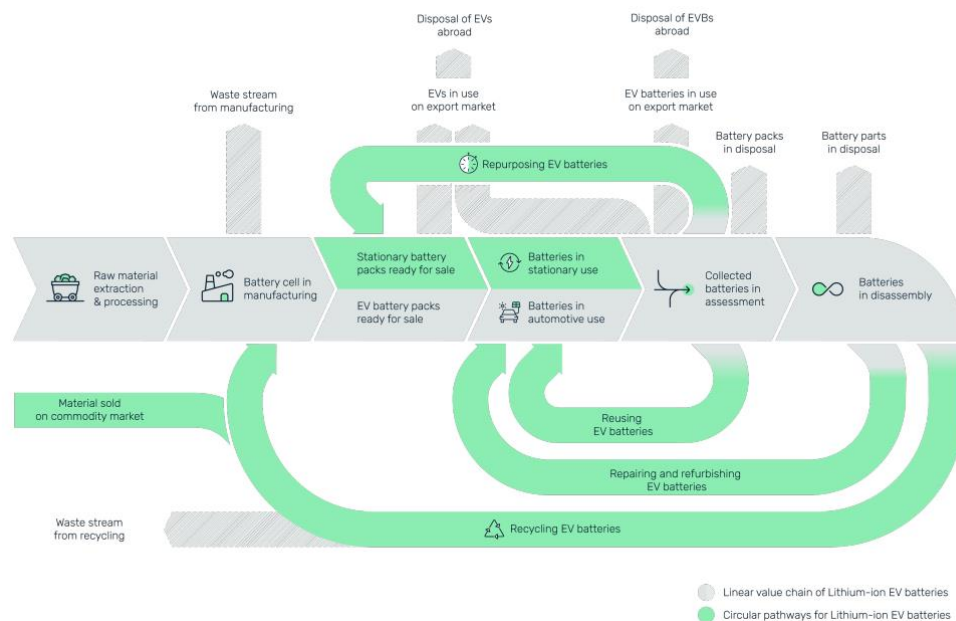 Disposal of EVs
abroad
Disposal of EVBs
abroad
Waste stream
from manufacturing
EVs in use
on export market
EV batteries in use
on export market
Battery packs
in disposal
Battery parts
in disposal
Repurposing EV batteries
Raw material
extraction
& processing
Battery cell in
manufacturing
Stationary battery
packs ready for sale
EV battery packs
ready for sale
Batteries in
stationary use
Batteries in
automotive use
Collected
batteries in
assessment
Batteries
in disassembly
Material sold
on commodity market
Reusing
EV batteries
Repairing and refurbishing
EV batteries
Waste stream
from recycling
Recycling EV batteries
Linear value chain of Lithium-ion EV batteries
Circular pathways for Lithium-ion EV batteries